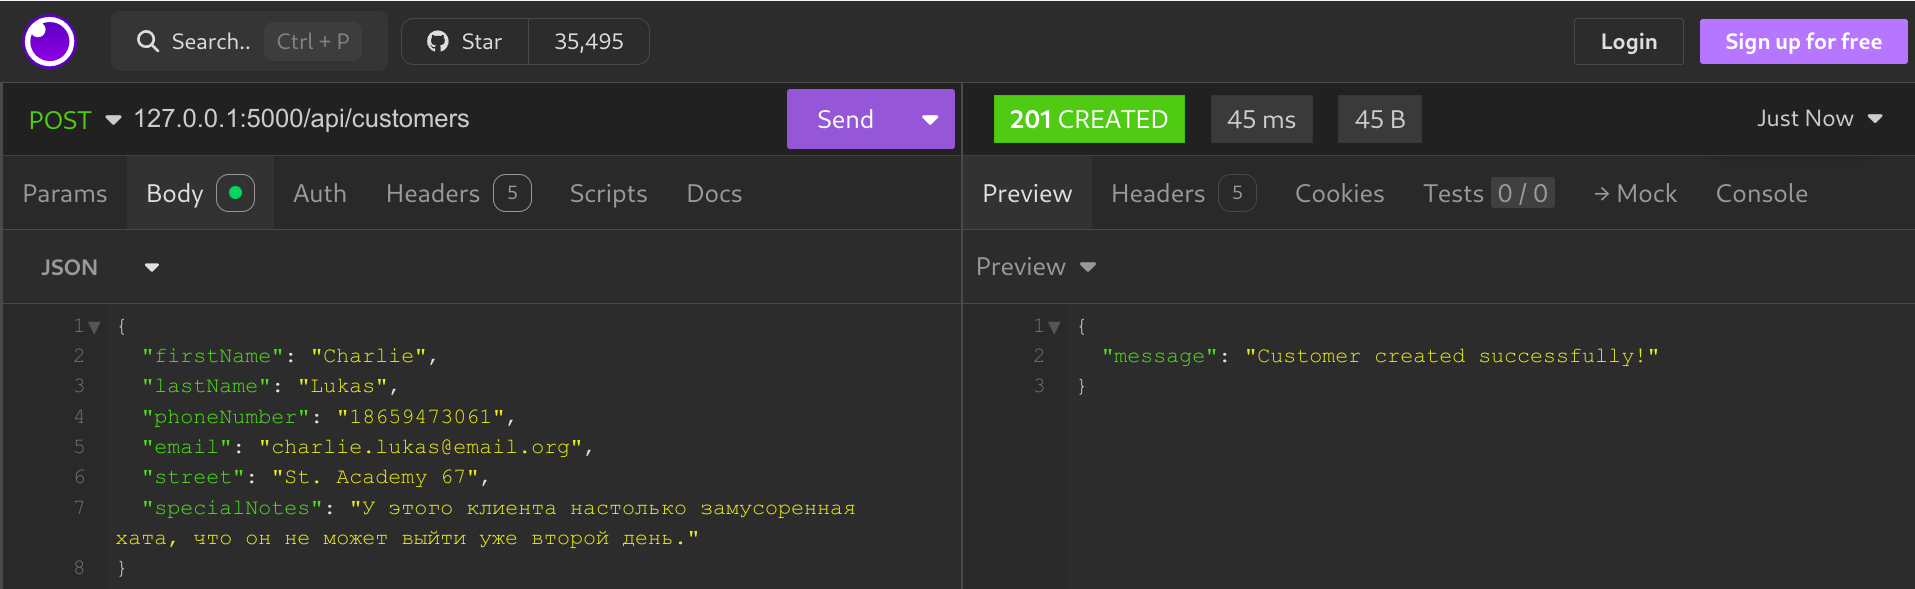 Search.. Ctrl + P Star 35,495 Login Sign up for free
POST 127.0.0.1:5000/api/customers Send 201 CREATED 45 ms 45 B Just Now
Params Body Auth Headers 5 Scripts Docs Preview Headers 5 Cookies Tests 0 / 0 → Mock Console
JSON Preview
1 {
2 "firstName": "Charlie",
3 "lastName": "Lukas",
4 "phoneNumber": "18659473061",
5 "email": "charlie.lukas@email.org",
6 "street": "St. Academy 67",
7 "specialNotes": "У этого клиента настолько замусоренная
хата, что он не может выйти уже второй день."
8 }
1 {
2 "message": "Customer created successfully!"
3 }